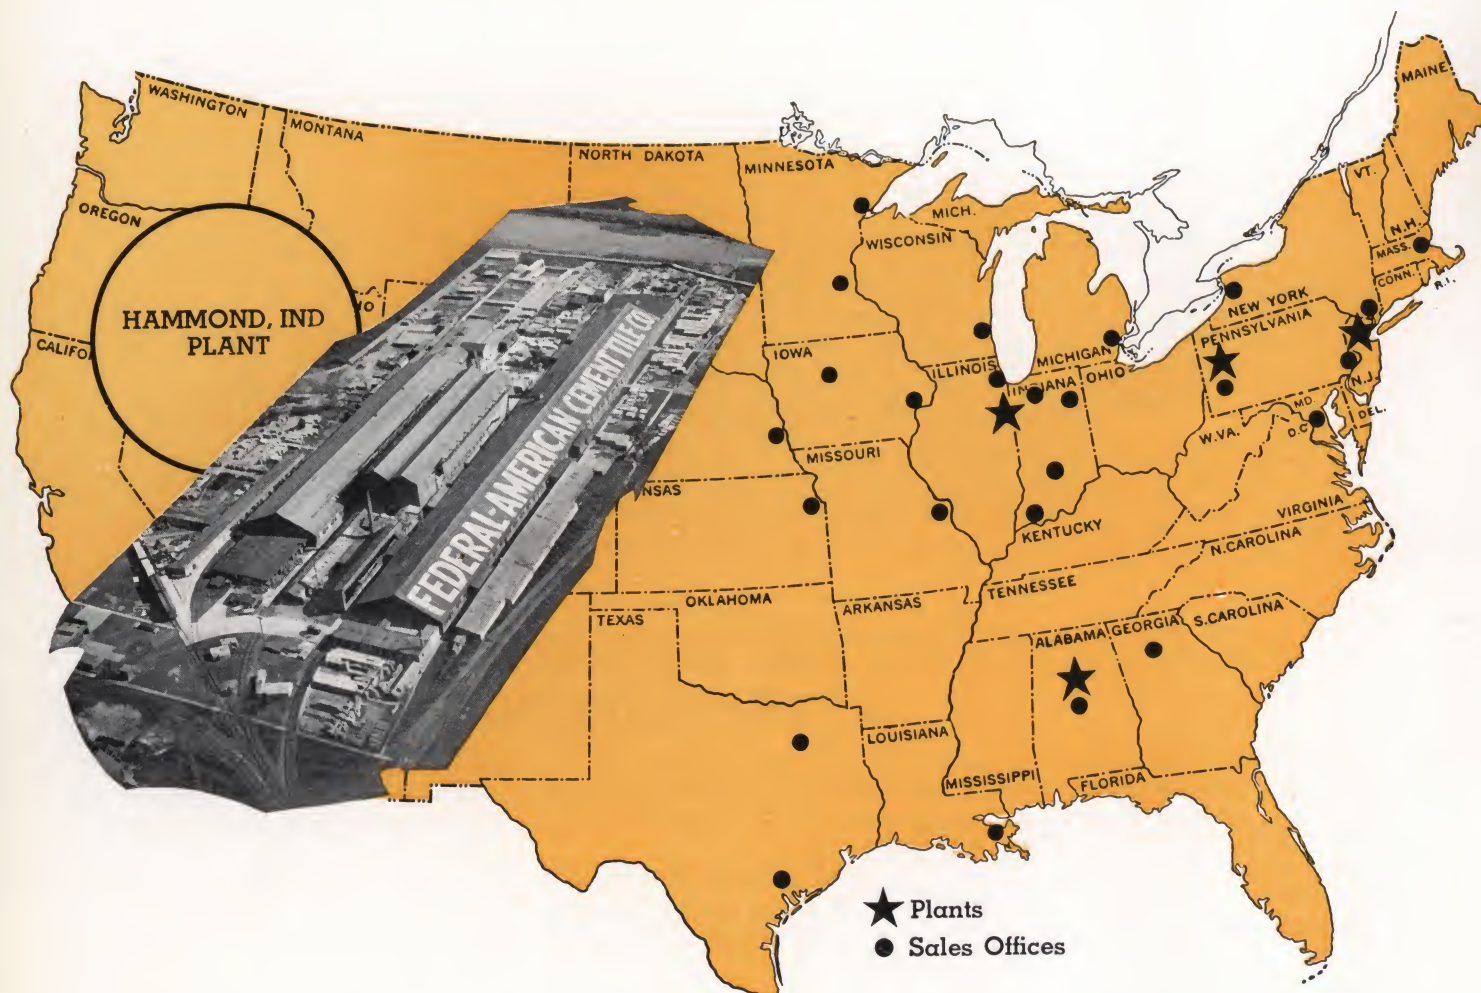 WASHINGTON
MONTANA
NORTH DAKOTA
MINNESOTA
MAINE
OREGON
MICH.
WISCONSIN
VT.
N.H.
MASS.
CONN.
R.I.
HAMMOND, IND
PLANT
CALIFO
NEW YORK
PENNSYLVANIA
IOWA
ILLINOIS
MICHIGAN
INDIANA
OHIO
N.J.
MD.
DEL.
D.C.
W.VA.
MISSOURI
NSAS
VIRGINIA
KENTUCKY
N.CAROLINA
FEDERAL-AMERICAN CEMENT TILE CO.
OKLAHOMA
TEXAS
ARKANSAS
TENNESSEE
ALABAMA
GEORGIA
S.CAROLINA
LOUISIANA
MISSISSIPPI
FLORIDA
Plants
Sales Offices